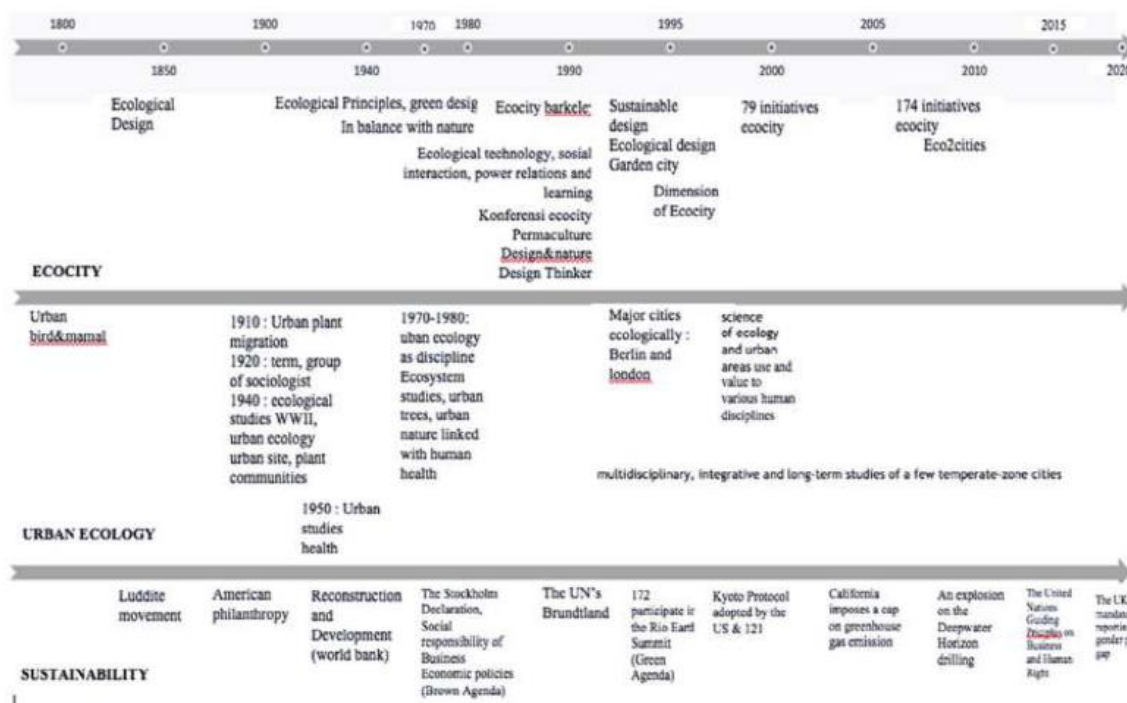 1800
1900
1970
1980
1995
2005
2015
1850
1940
1990
2000
2010
2020
Ecological
Design
Ecological Principles, green desig
In balance with nature
Ecological technology, sosial
interaction, power relations and
learning
Ecocity barkele
Konferensi ecocity
Permaculture
Design&nature
Design Thinker
Sustainable
design
Ecological design
Garden city
Dimension
of Ecocity
79 initiatives
ecocity
174 initiatives
ecocity
Eco2cities
ECOCITY
Urban
bird&mamal
1910 : Urban plant
migration
1920 : term, group
of sociologist
1940 : ecological
studies WWII,
urban ecology
urban site, plant
communities
1950 : Urban
studies
health
1970-1980:
uban ecology
as discipline
Ecosystem
studies, urban
trees, urban
nature linked
with human
health
Major cities
ecologically :
Berlin and
london
science
of ecology
and urban
areas use and
value to
various human
disciplines
multidisciplinary, integrative and long-term studies of a few temperate-zone cities
URBAN ECOLOGY
Luddite
movement
American
philanthropy
Reconstruction
and
Development
(world bank)
The Stockholm
Declaration,
Social
responsibility of
Business
Economic policies
(Brown Agenda)
The UN's
Brundtland
172
participate ir
the Rio Eart
Summit
(Green
Agenda)
Kyoto Protocol
adopted by the
US & 121
California
imposes a cap
on greenhouse
gas emission
An explosion
on the
Deepwater
Horizon
drilling
The United
Nations
Guiding
on
Business
and Human
Right
The UK
mandat
reportin
gender p
gap
SUSTAINABILITY